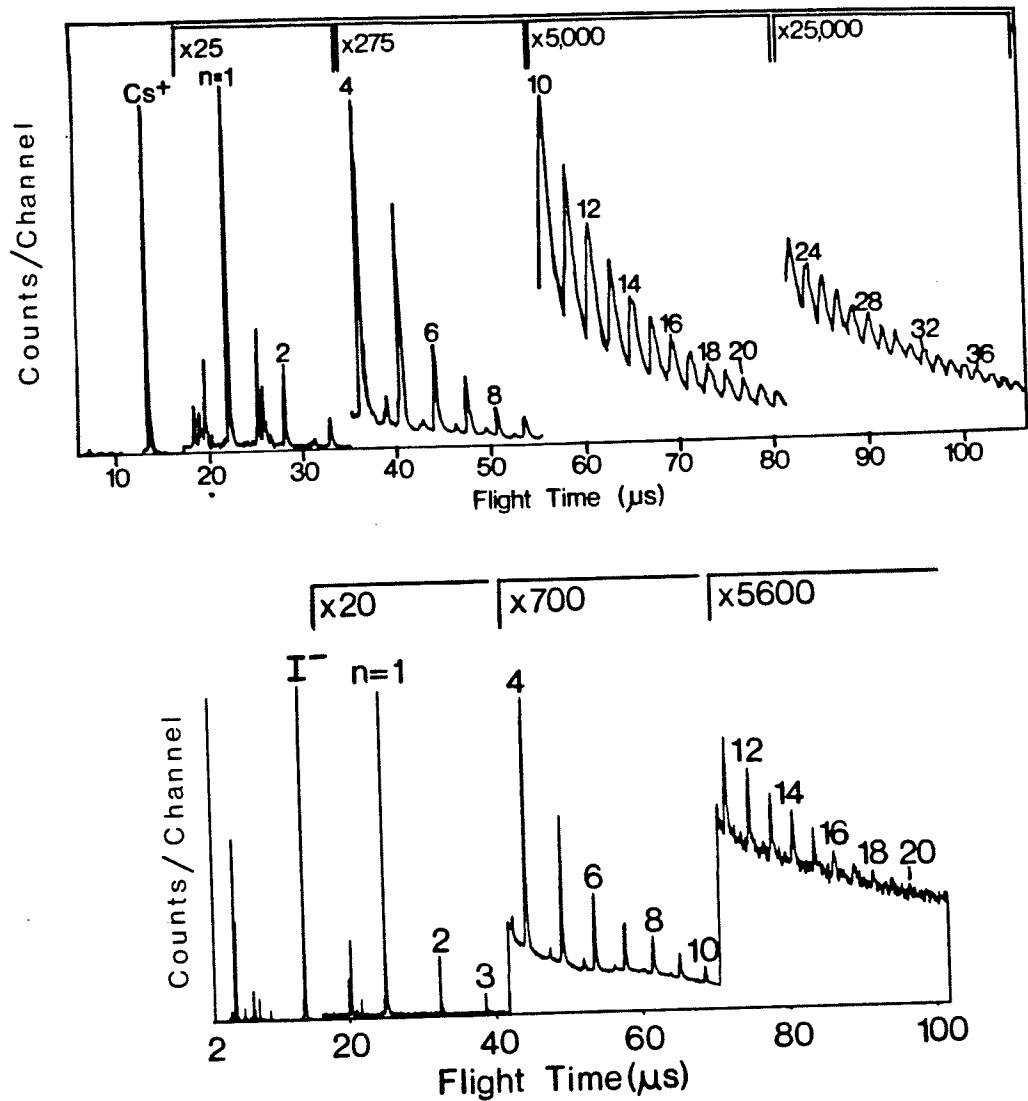 x25 x275 x5,000 x25,000
Cs+ n=1 4 10
12
24
14
28
2 6 16 32
8 18 20 36
Counts/Channel
10 20 30 40 50 60 70 80 90 100
Flight Time (μs)
x20 x700 x5600
I⁻ n=1 4
12
14
6 16 18 20
2 3 8 10
Counts/Channel
2 20 40 60 80 100
Flight Time(μs)